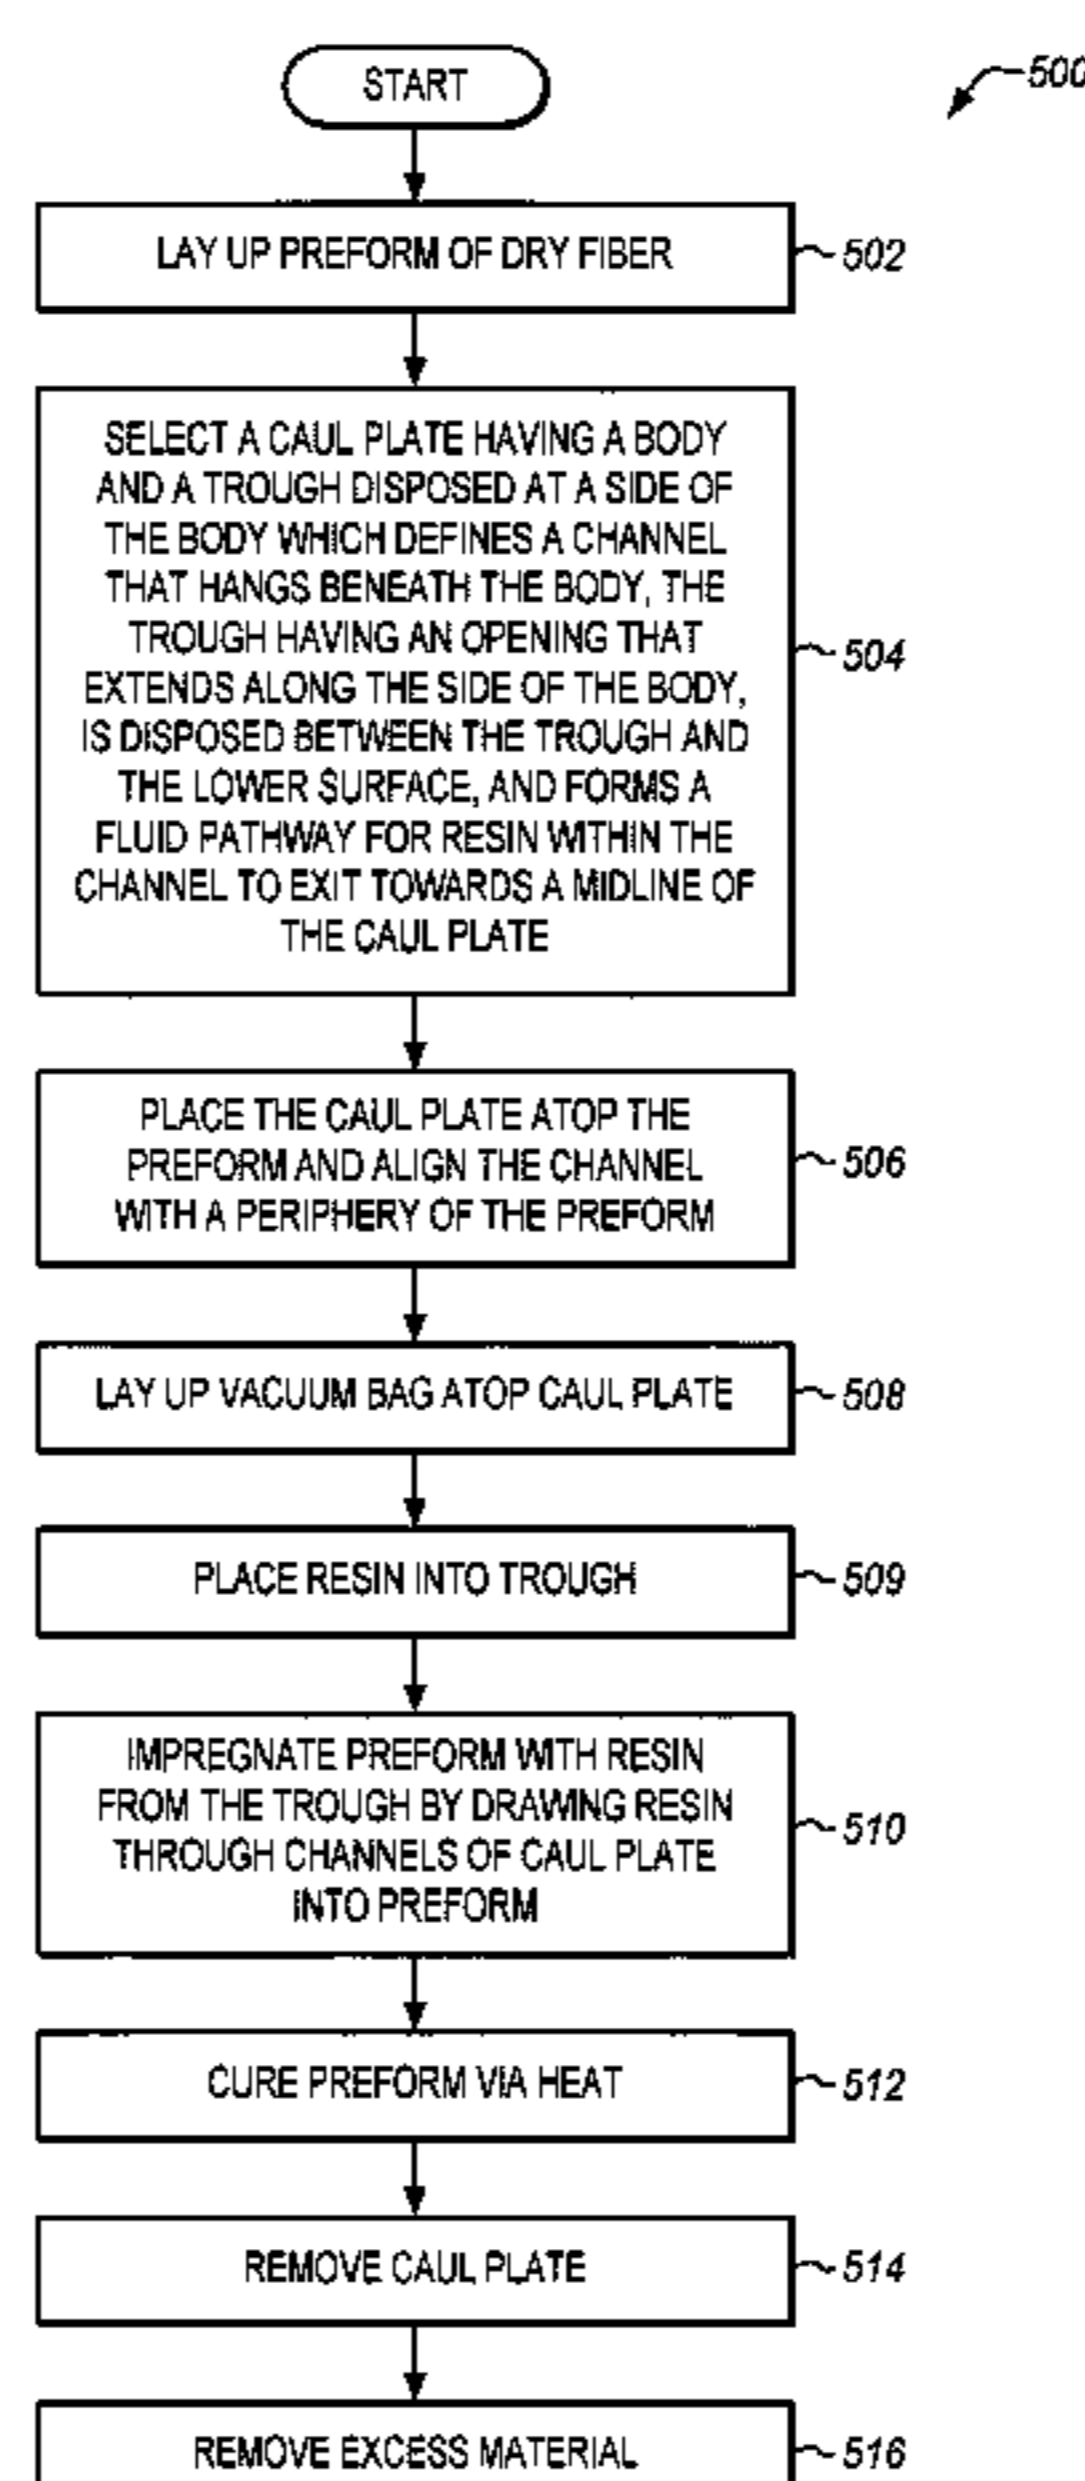 START
500
LAY UP PREFORM OF DRY FIBER
502
SELECT A CAUL PLATE HAVING A BODY
AND A TROUGH DISPOSED AT A SIDE OF
THE BODY WHICH DEFINES A CHANNEL
THAT HANGS BENEATH THE BODY, THE
TROUGH HAVING AN OPENING THAT
EXTENDS ALONG THE SIDE OF THE BODY,
IS DISPOSED BETWEEN THE TROUGH AND
THE LOWER SURFACE, AND FORMS A
FLUID PATHWAY FOR RESIN WITHIN THE
CHANNEL TO EXIT TOWARDS A MIDLINE OF
THE CAUL PLATE
504
PLACE THE CAUL PLATE ATOP THE
PREFORM AND ALIGN THE CHANNEL
WITH A PERIPHERY OF THE PREFORM
506
LAY UP VACUUM BAG ATOP CAUL PLATE
508
PLACE RESIN INTO TROUGH
509
IMPREGNATE PREFORM WITH RESIN
FROM THE TROUGH BY DRAWING RESIN
THROUGH CHANNELS OF CAUL PLATE
INTO PREFORM
510
CURE PREFORM VIA HEAT
512
REMOVE CAUL PLATE
514
REMOVE EXCESS MATERIAL
516